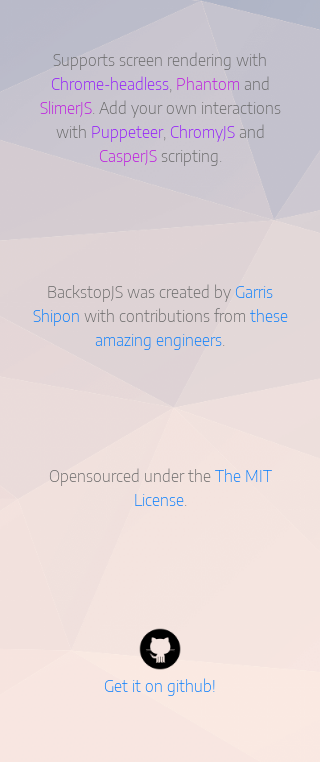 Supports screen rendering with
Chrome-headless, Phantom and
SlimerJS. Add your own interactions
with Puppeteer, ChromyJS and
CasperJS scripting.
BackstopJS was created by Garris
Shipon with contributions from these
amazing engineers.
Opensourced under the The MIT
License.
Get it on github!